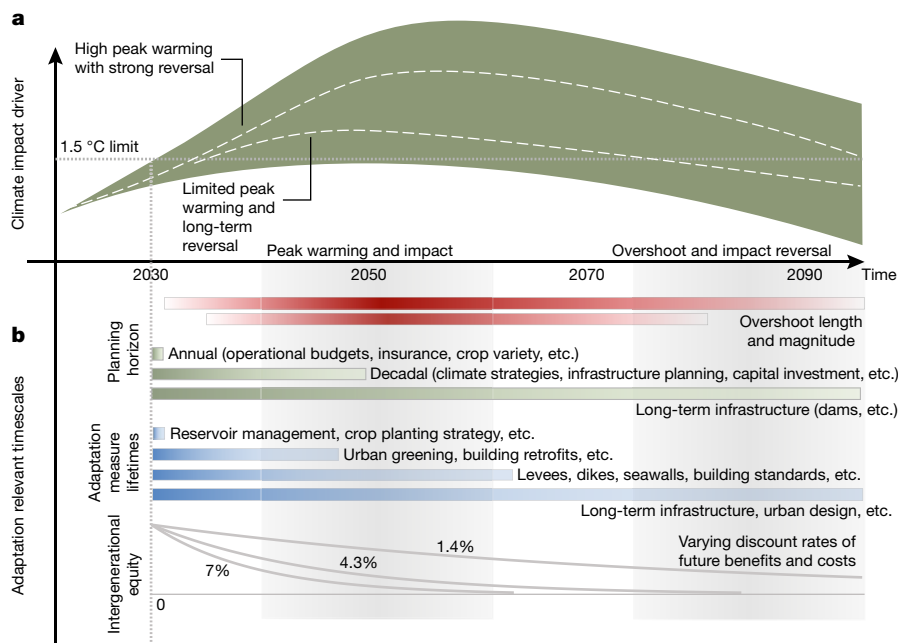 a
Climate impact driver
High peak warming
with strong reversal
1.5 °C limit
Limited peak
warming and
long-term
reversal
Peak warming and impact
Overshoot and impact reversal
2030
2050
2070
2090
Time
b
Adaptation relevant timescales
Overshoot length
and magnitude
Planning
horizon
Annual (operational budgets, insurance, crop variety, etc.)
Decadal (climate strategies, infrastructure planning, capital investment, etc.)
Long-term infrastructure (dams, etc.)
Adaptation
measure
lifetimes
Reservoir management, crop planting strategy, etc.
Urban greening, building retrofits, etc.
Levees, dikes, seawalls, building standards, etc.
Long-term infrastructure, urban design, etc.
Intergenerational
equity
7%
4.3%
1.4%
Varying discount rates of
future benefits and costs
0